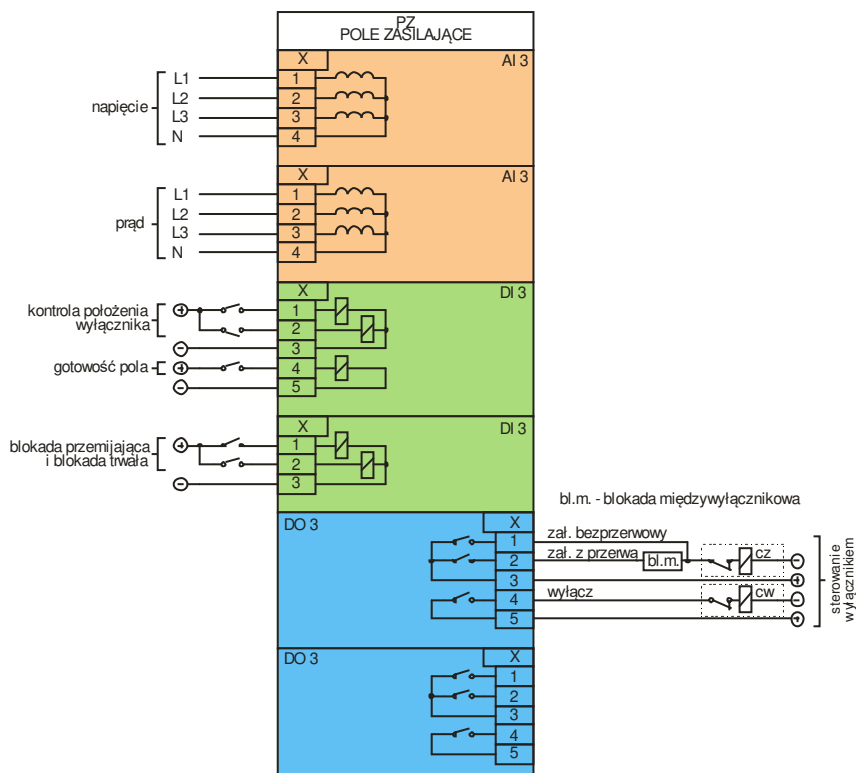 PZ
POLE ZASILAJĄCE
X AI 3
napięcie
L1 1
L2 2
L3 3
N 4
X AI 3
prąd
L1 1
L2 2
L3 3
N 4
X DI 3
kontrola położenia
wyłącznika
+ 1
2
- 3
gotowość pola + 4
- 5
X DI 3
blokada przemijająca
i blokada trwała
+ 1
2
- 3
bl.m. - blokada międzywyłącznikowa
DO 3 X
1 zał. bezprzerwowy
2 zał. z przerwą bl.m. cz -
3 +
4 wyłącz cw -
5 +
sterowanie
wyłącznikiem
DO 3 X
1
2
3
4
5